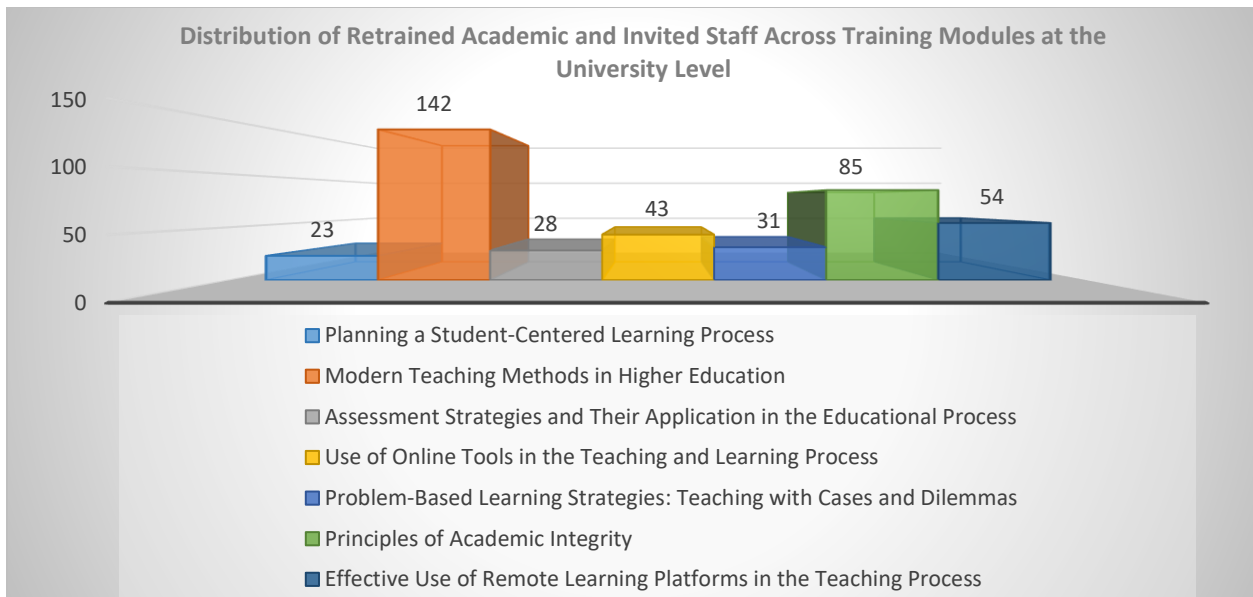 Distribution of Retrained Academic and Invited Staff Across Training Modules at the
University Level
150
100
50
0
23
142
28
43
31
85
54
Planning a Student-Centered Learning Process
Modern Teaching Methods in Higher Education
Assessment Strategies and Their Application in the Educational Process
Use of Online Tools in the Teaching and Learning Process
Problem-Based Learning Strategies: Teaching with Cases and Dilemmas
Principles of Academic Integrity
Effective Use of Remote Learning Platforms in the Teaching Process